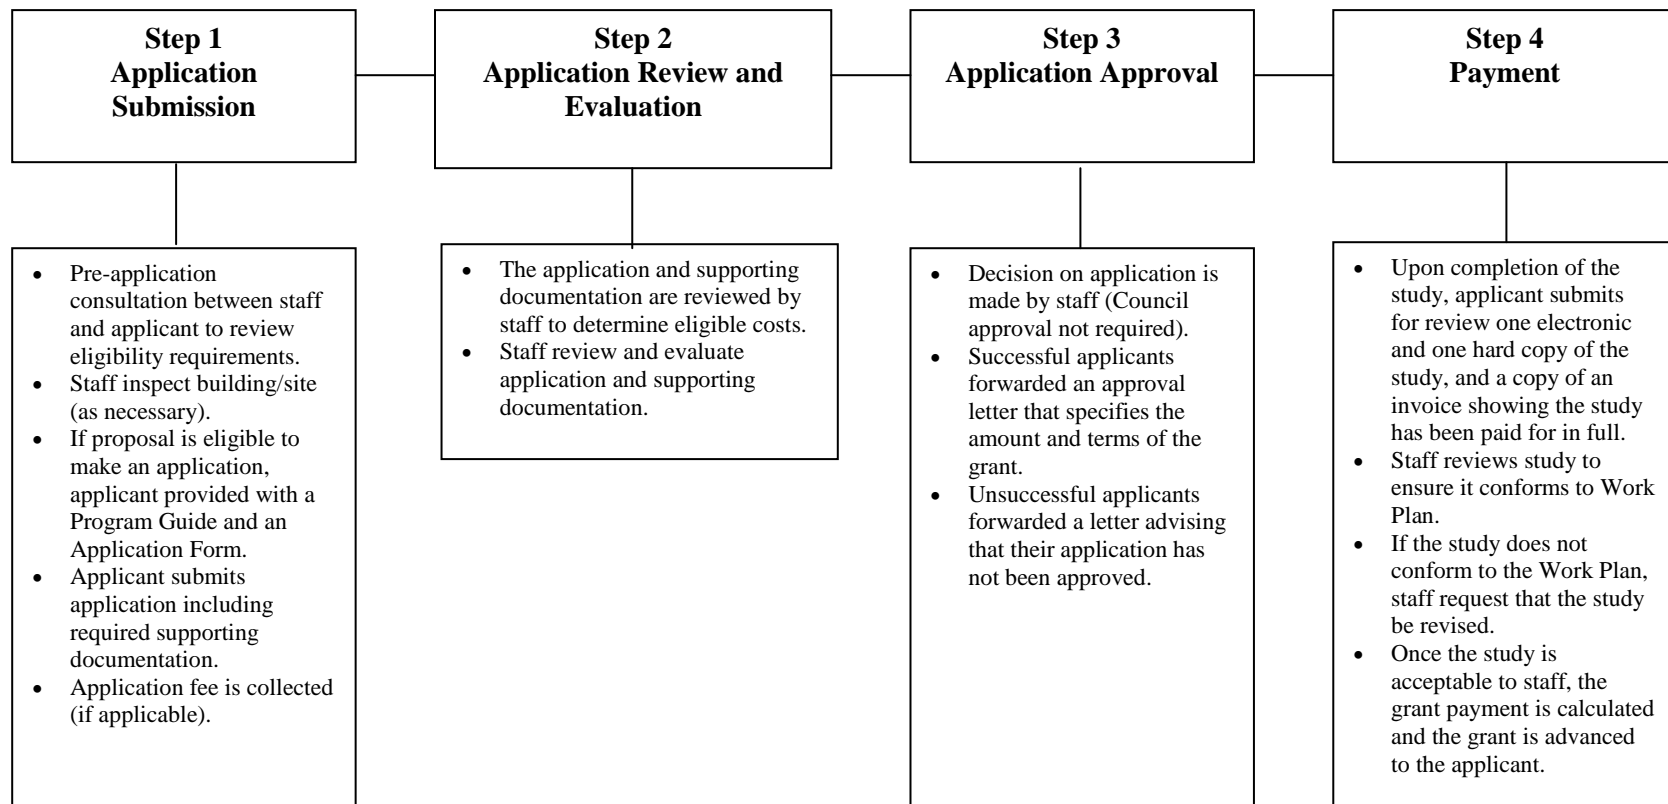 Step 1
Application
Submission
Step 2
Application Review and
Evaluation
Step 3
Application Approval
Step 4
Payment
• Pre-application
consultation between staff
and applicant to review
eligibility requirements.
• Staff inspect building/site
(as necessary).
• If proposal is eligible to
make an application,
applicant provided with a
Program Guide and an
Application Form.
• Applicant submits
application including
required supporting
documentation.
• Application fee is collected
(if applicable).
• The application and supporting
documentation are reviewed by
staff to determine eligible costs.
• Staff review and evaluate
application and supporting
documentation.
• Decision on application is
made by staff (Council
approval not required).
• Successful applicants
forwarded an approval
letter that specifies the
amount and terms of the
grant.
• Unsuccessful applicants
forwarded a letter advising
that their application has
not been approved.
• Upon completion of the
study, applicant submits
for review one electronic
and one hard copy of the
study, and a copy of an
invoice showing the study
has been paid for in full.
• Staff reviews study to
ensure it conforms to Work
Plan.
• If the study does not
conform to the Work Plan,
staff request that the study
be revised.
• Once the study is
acceptable to staff, the
grant payment is calculated
and the grant is advanced
to the applicant.